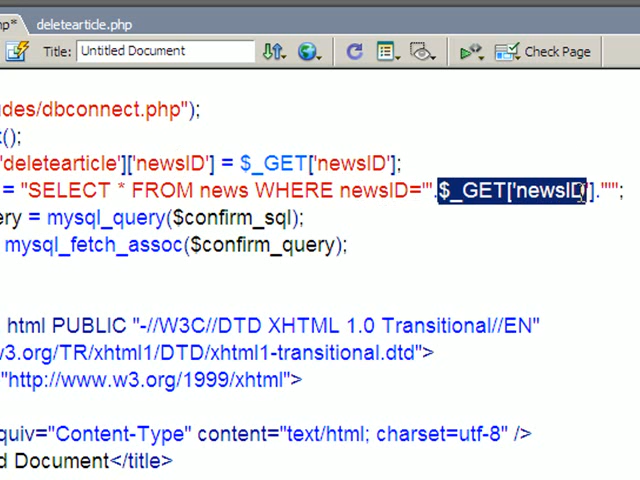 hp* deletearticle.php
Title: Untitled Document Check Page
des/dbconnect.php");
();
'deletearticle']['newsID'] = $_GET['newsID'];
= "SELECT * FROM news WHERE newsID='".$_GET['newsID']."'";
ery = mysql_query($confirm_sql);
mysql_fetch_assoc($confirm_query);
html PUBLIC "-//W3C//DTD XHTML 1.0 Transitional//EN"
w3.org/TR/xhtml1/DTD/xhtml1-transitional.dtd">
"http://www.w3.org/1999/xhtml">
quiv="Content-Type" content="text/html; charset=utf-8" />
d Document</title>